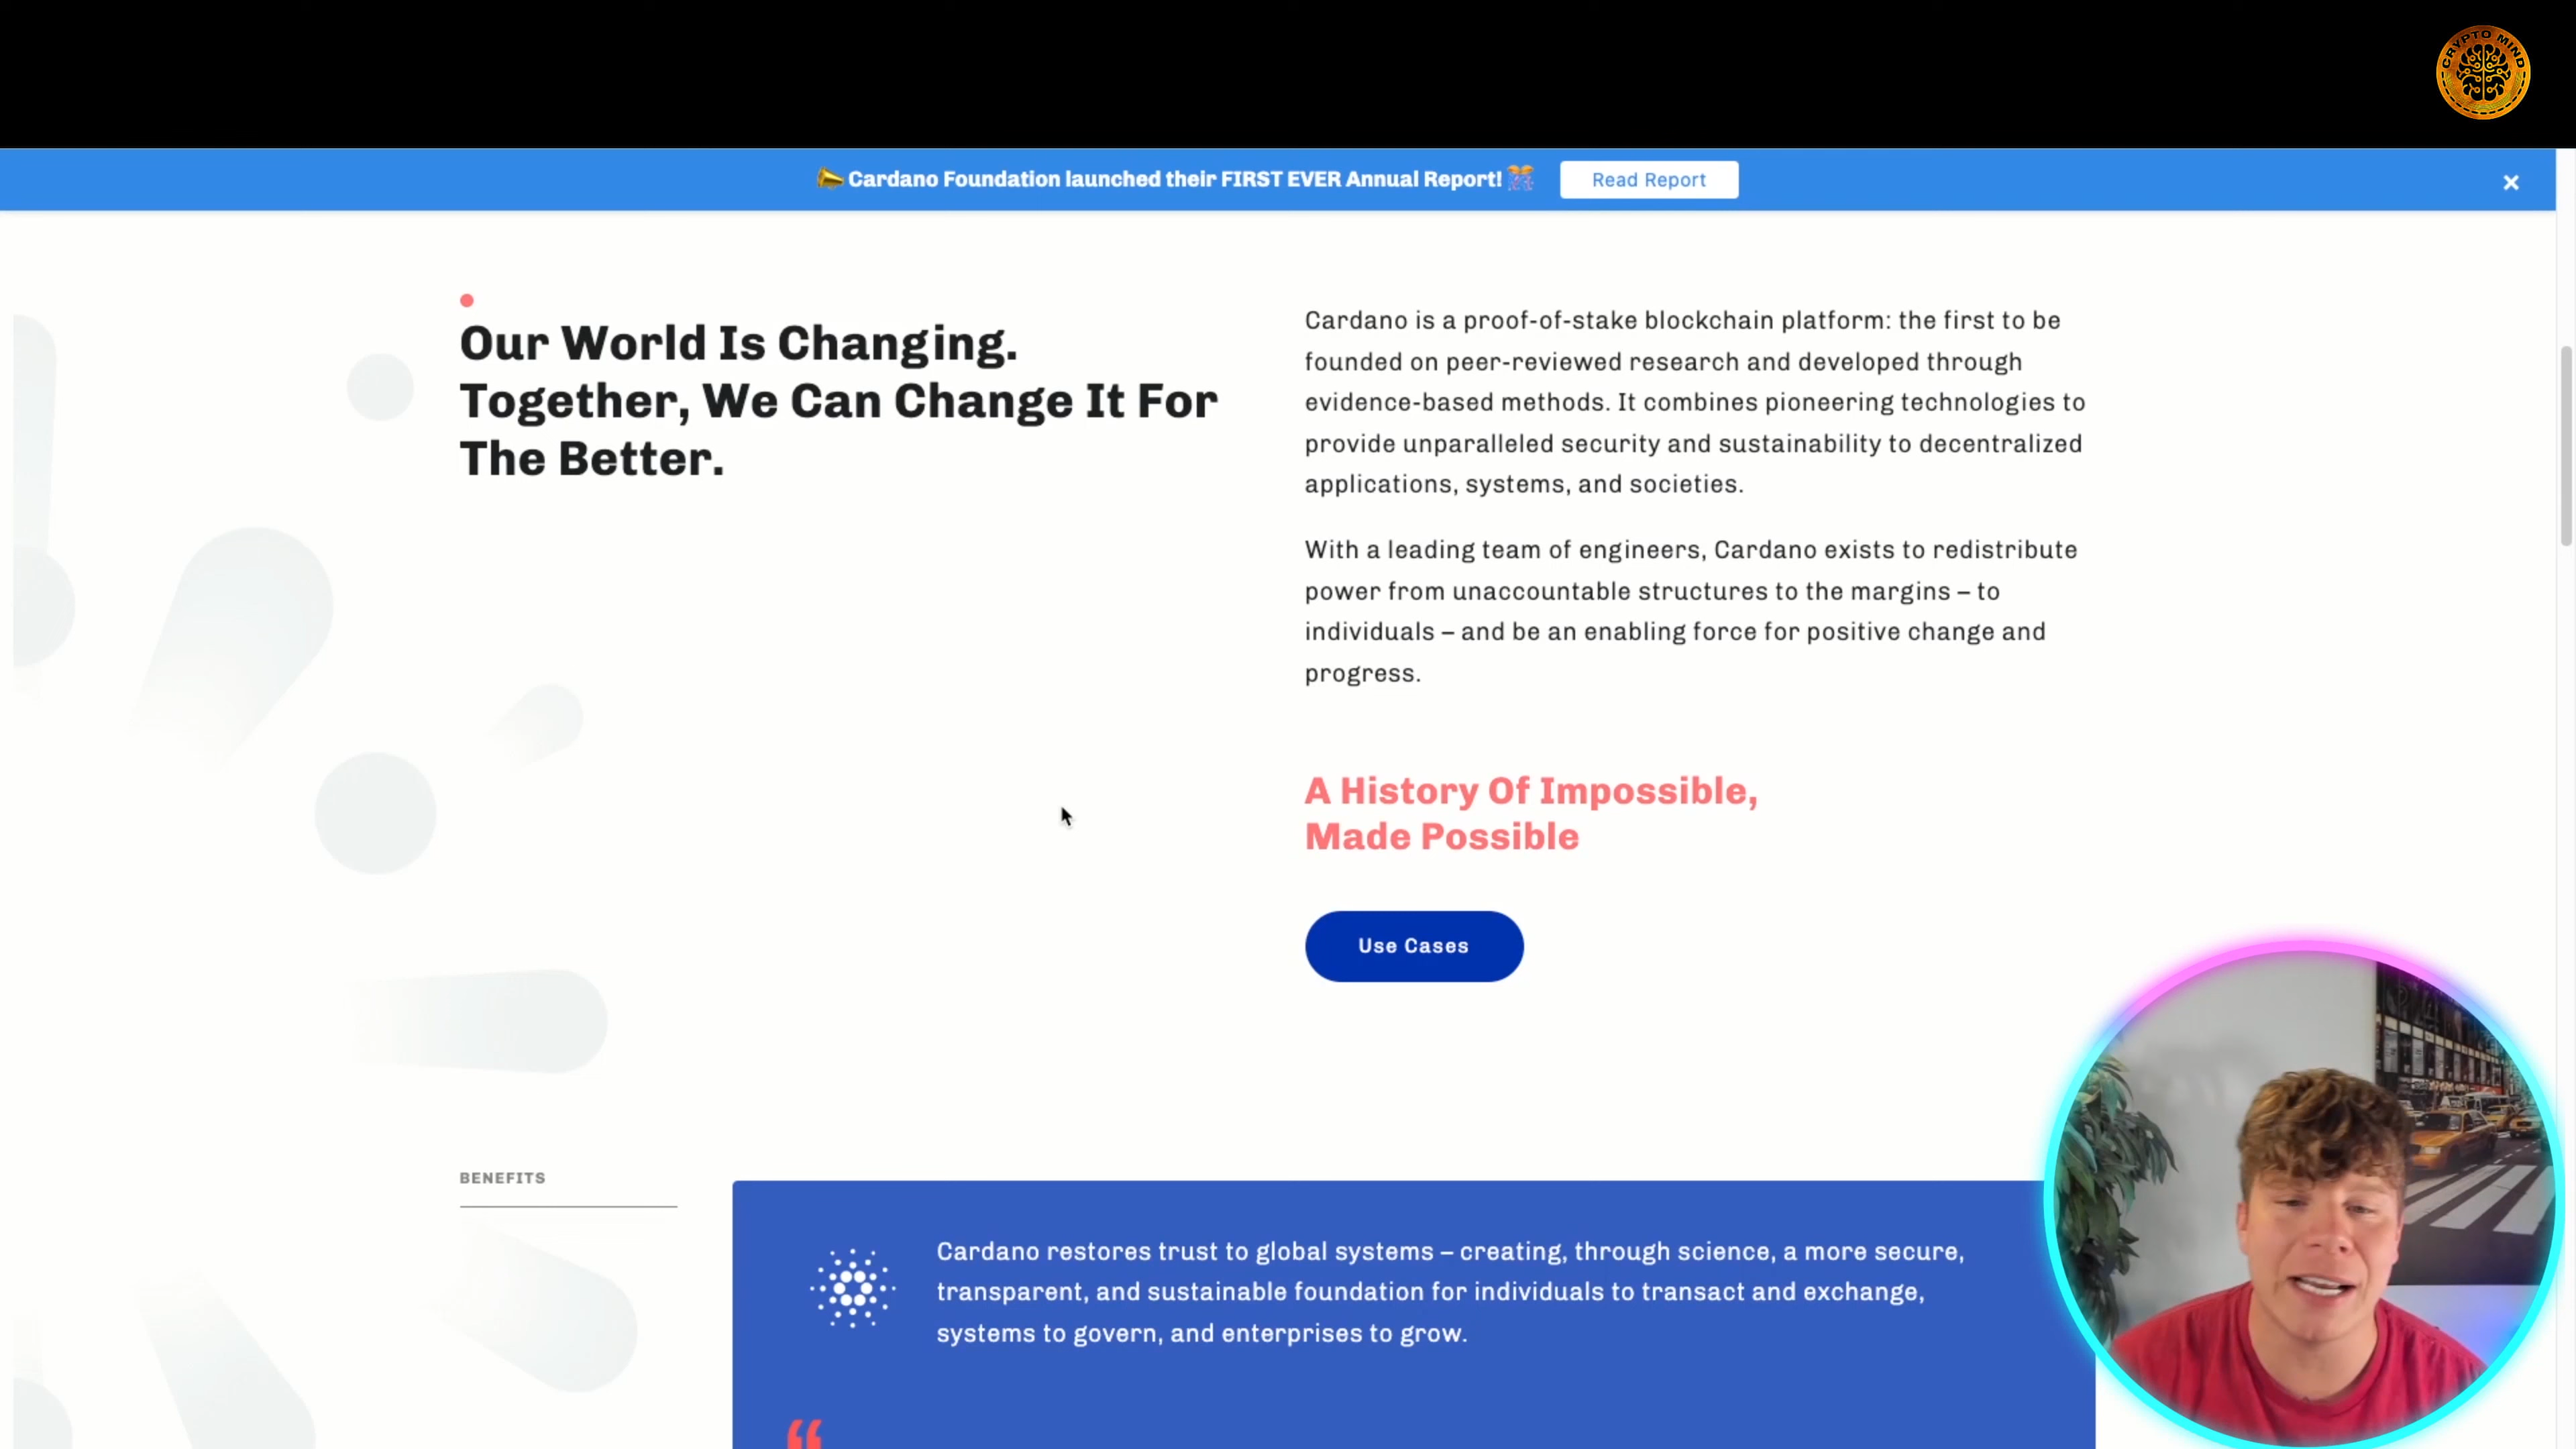 CRYPTO MIND
Cardano Foundation launched their FIRST EVER Annual Report!
Read Report
Our World Is Changing.
Together, We Can Change It For
The Better.
Cardano is a proof-of-stake blockchain platform: the first to be
founded on peer-reviewed research and developed through
evidence-based methods. It combines pioneering technologies to
provide unparalleled security and sustainability to decentralized
applications, systems, and societies.
With a leading team of engineers, Cardano exists to redistribute
power from unaccountable structures to the margins – to
individuals – and be an enabling force for positive change and
progress.
A History Of Impossible,
Made Possible
Use Cases
BENEFITS
Cardano restores trust to global systems – creating, through science, a more secure,
transparent, and sustainable foundation for individuals to transact and exchange,
systems to govern, and enterprises to grow.
“